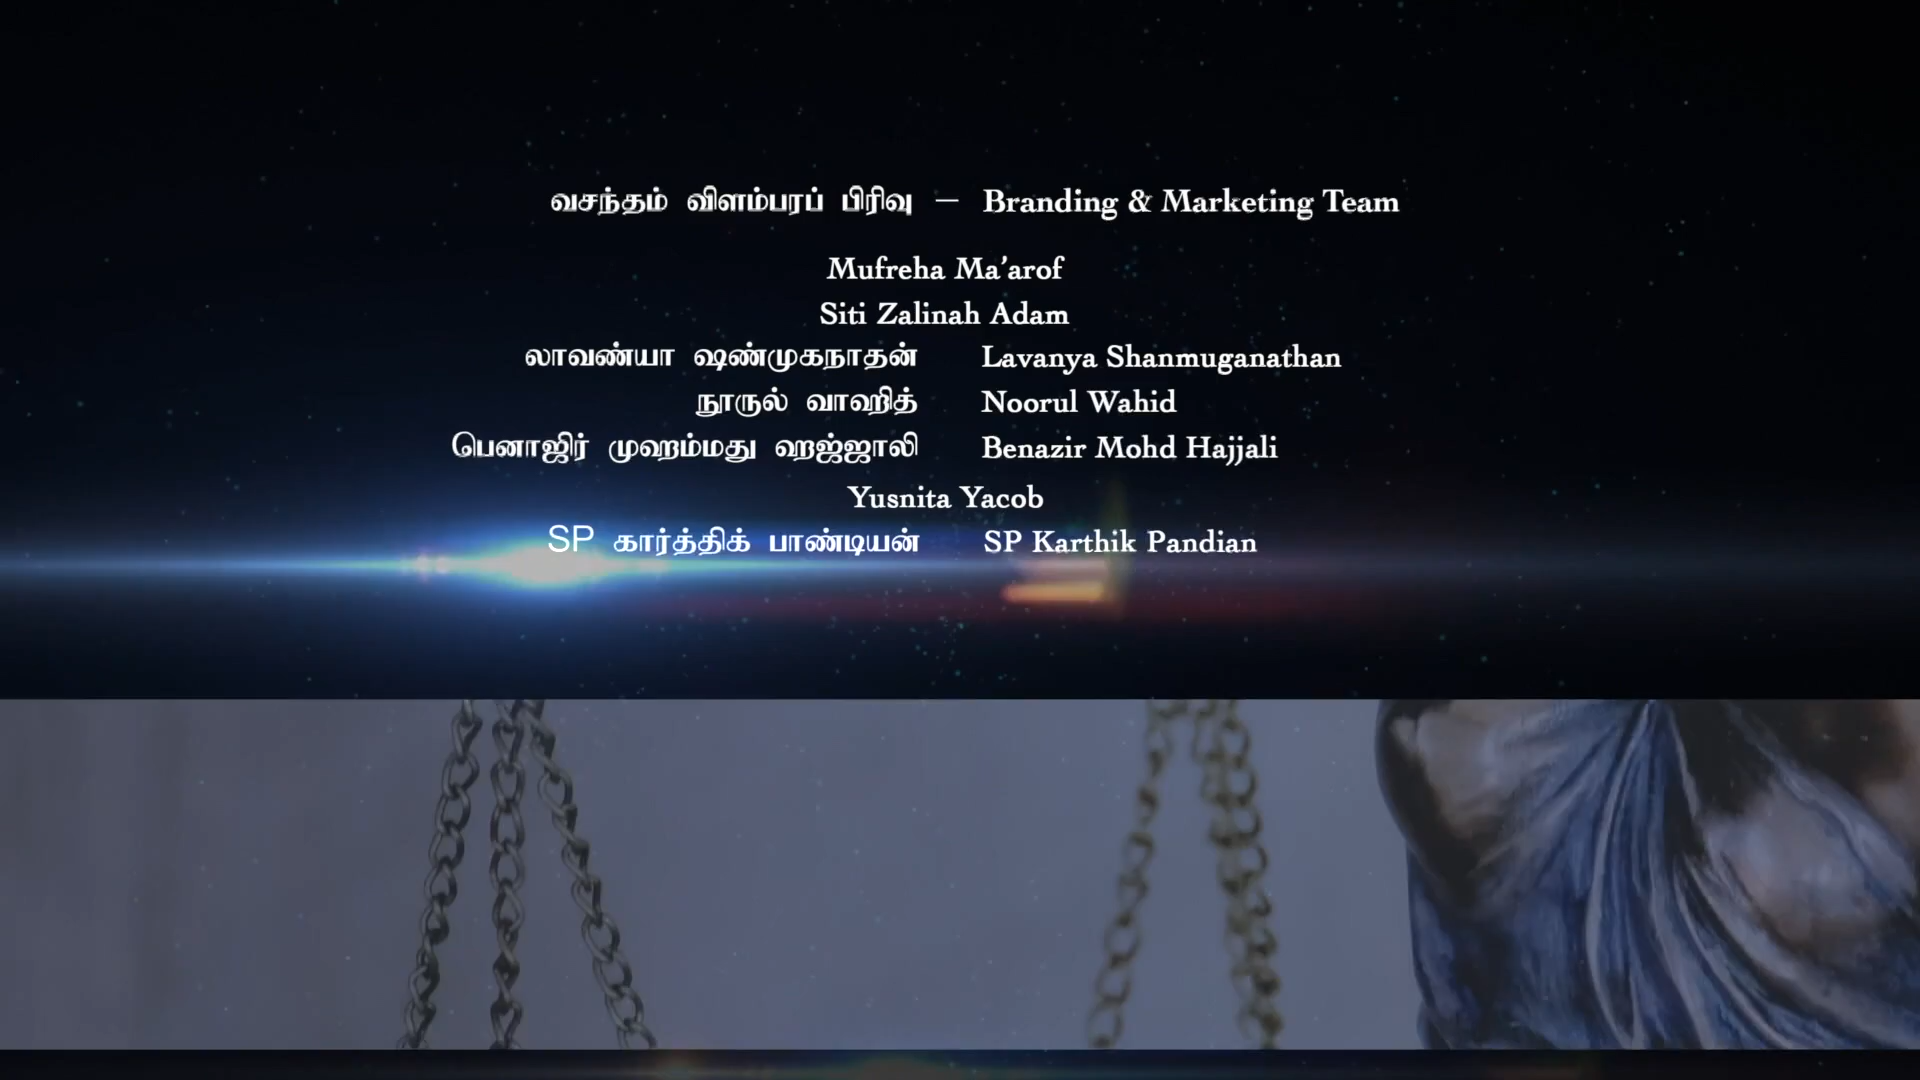 வசந்தம் விளம்பரப் பிரிவு – Branding & Marketing Team
Mufreha Ma’arof
Siti Zalinah Adam
லாவண்யா ஷண்முகநாதன் Lavanya Shanmuganathan
நூருல் வாஹித் Noorul Wahid
பெனாஜிர் முஹம்மது ஹஜ்ஜாலி Benazir Mohd Hajjali
Yusnita Yacob
SP கார்த்திக் பாண்டியன் SP Karthik Pandian